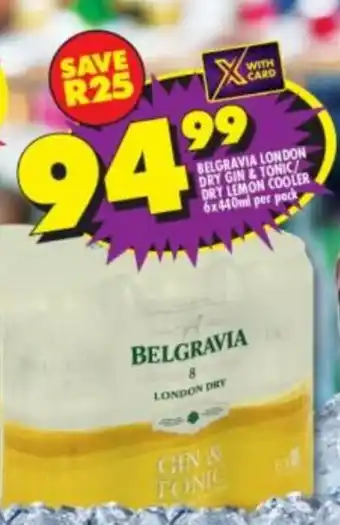 SAVE
R25
X WITH
CARD
94.99
BELGRAVIA LONDON
DRY GIN & TONIC/
DRY LEMON COOLER
6x440ml per pack
BELGRAVIA
8
LONDON DRY
GIN &
TONIC